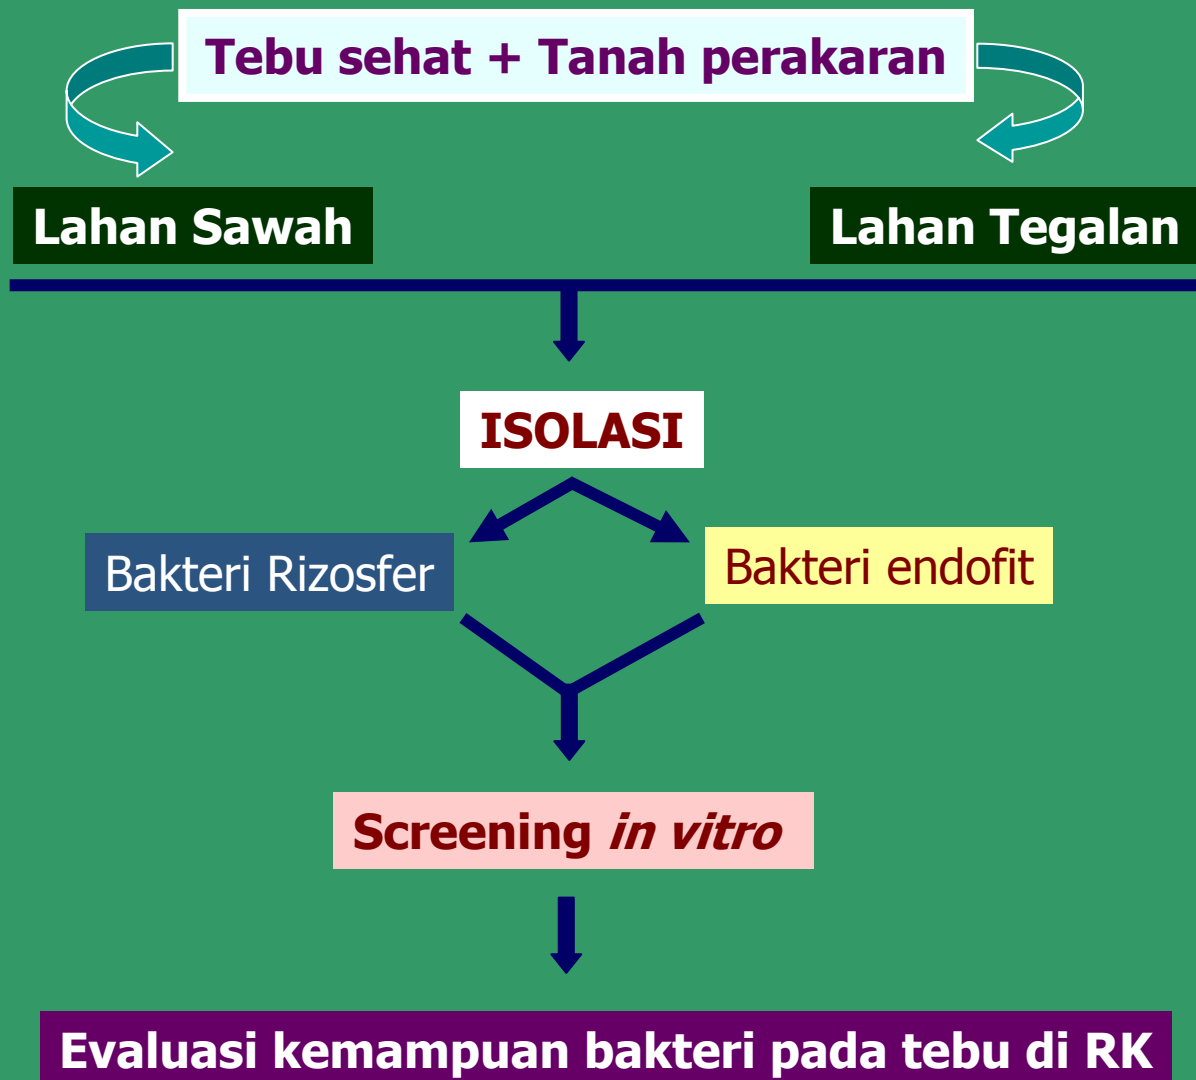 Tebu sehat + Tanah perakaran
Lahan Sawah
Lahan Tegalan
ISOLASI
Bakteri Rizosfer
Bakteri endofit
Screening in vitro
Evaluasi kemampuan bakteri pada tebu di RK